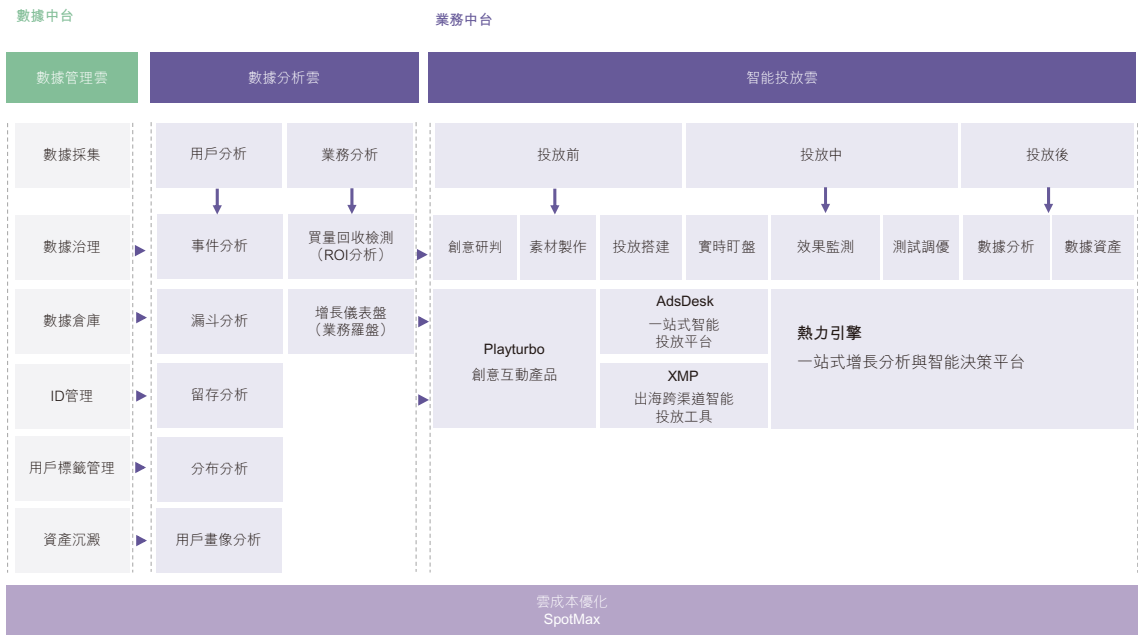 數據中台
業務中台
數據管理雲
數據分析雲
智能投放雲
數據採集
用戶分析
業務分析
投放前
投放中
投放後
數據治理
事件分析
買量回收檢測
（ROI分析）
創意研判
素材製作
投放搭建
實時盯盤
效果監測
測試調優
數據分析
數據資產
數據倉庫
漏斗分析
增長儀表盤
（業務羅盤）
Playturbo
創意互動產品
AdsDesk
一站式智能
投放平台
XMP
出海跨渠道智能
投放工具
熱力引擎
一站式增長分析與智能決策平台
ID管理
留存分析
用戶標籤管理
分布分析
資產沉澱
用戶畫像分析
雲成本優化
SpotMax